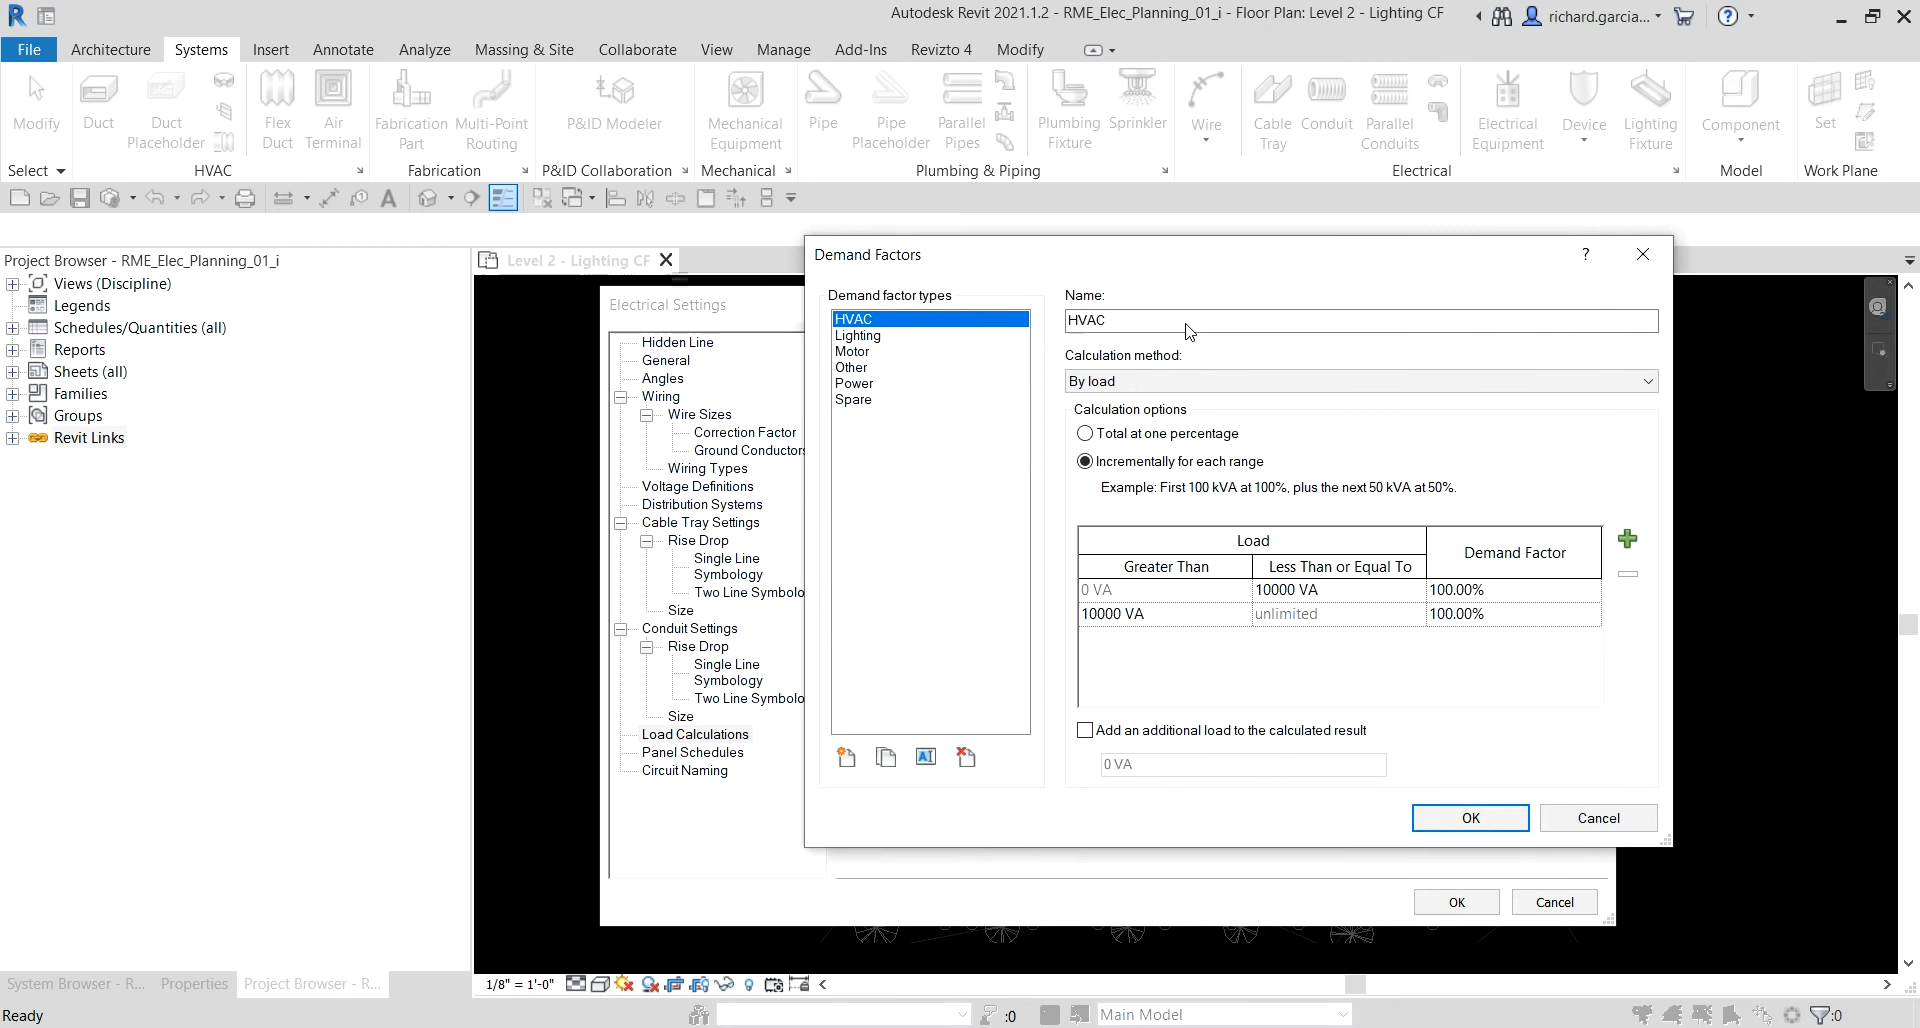 Autodesk Revit 2021.1.2 - RME_Elec_Planning_01_i - Floor Plan: Level 2 - Lighting CF
richard.garcia...
File Architecture Systems Insert Annotate Analyze Massing & Site Collaborate View Manage Add-Ins Revizto 4 Modify
Modify Duct Duct Placeholder Flex Duct Air Terminal Fabrication Part Multi-Point Routing P&ID Modeler Mechanical Equipment Pipe Pipe Placeholder Parallel Pipes Plumbing Fixture Sprinkler Wire Cable Tray Conduit Parallel Conduits Electrical Equipment Device Lighting Fixture Component Set
Select HVAC Fabrication P&ID Collaboration Mechanical Plumbing & Piping Electrical Model Work Plane
Project Browser - RME_Elec_Planning_01_i
Views (Discipline)
Legends
Schedules/Quantities (all)
Reports
Sheets (all)
Families
Groups
Revit Links
Level 2 - Lighting CF
Electrical Settings
Hidden Line
General
Angles
Wiring
Wire Sizes
Correction Factor
Ground Conductors
Wiring Types
Voltage Definitions
Distribution Systems
Cable Tray Settings
Rise Drop
Single Line
Symbology
Two Line Symbolo
Size
Conduit Settings
Rise Drop
Single Line
Symbology
Two Line Symbolo
Size
Load Calculations
Panel Schedules
Circuit Naming
OK Cancel
Demand Factors
Demand factor types
HVAC
Lighting
Motor
Other
Power
Spare
Name:
HVAC
Calculation method:
By load
Calculation options
Total at one percentage
Incrementally for each range
Example: First 100 kVA at 100%, plus the next 50 kVA at 50%.
Load Demand Factor
Greater Than Less Than or Equal To
0 VA 10000 VA 100.00%
10000 VA unlimited 100.00%
Add an additional load to the calculated result
0 VA
OK Cancel
System Browser - R... Properties Project Browser - R...
1/8" = 1'-0"
Ready
:0
Main Model
:0